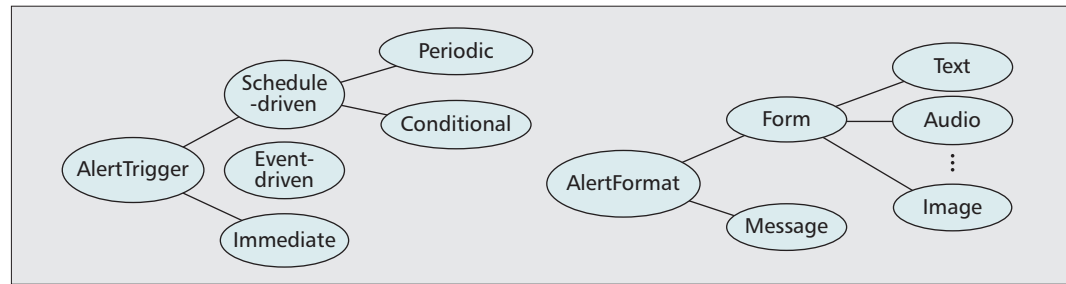 AlertTrigger
Schedule
-driven
Periodic
Conditional
Event-
driven
Immediate
AlertFormat
Form
Text
Audio
Image
Message